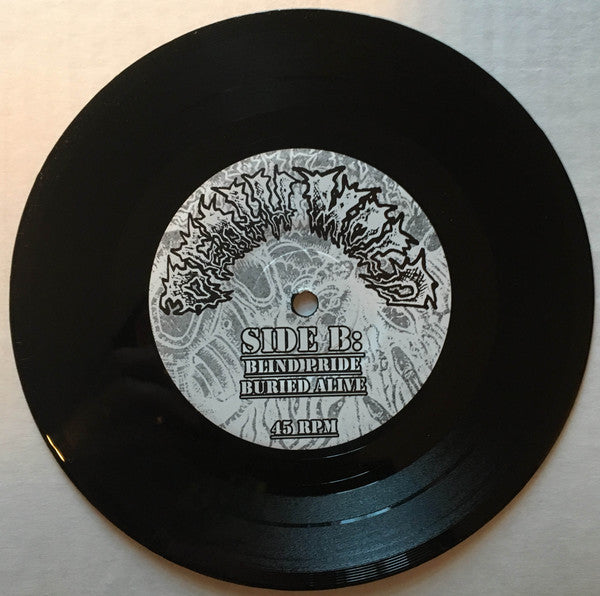 SIDE B:
BLIND PRIDE
BURIED ALIVE
45 RPM